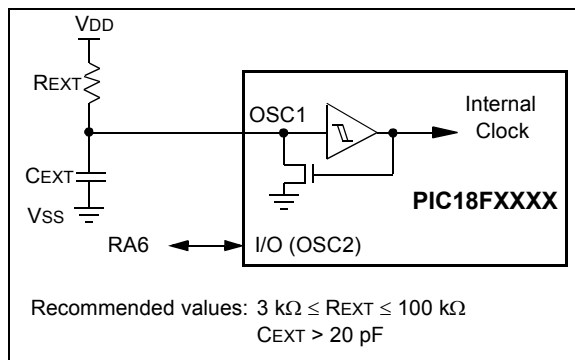 VDD
REXT
OSC1
Internal
Clock
CEXT
PIC18FXXXX
VSS
RA6
I/O (OSC2)
Recommended values: 3 kΩ ≤ REXT ≤ 100 kΩ
CEXT > 20 pF